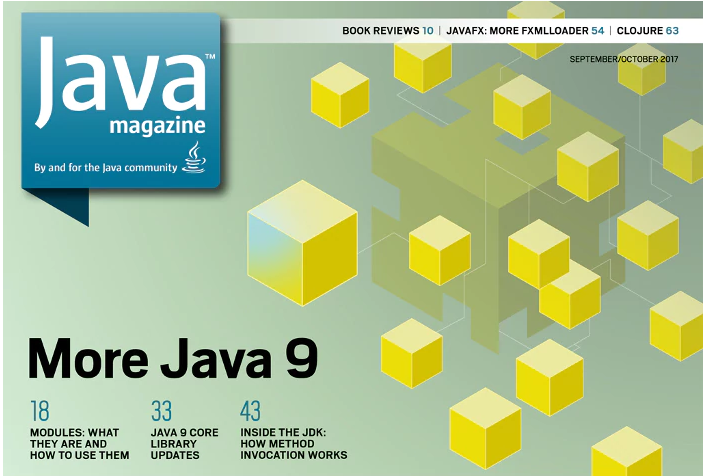 BOOK REVIEWS 10 | JAVAFX: MORE FXMLLOADER 54 | CLOJURE 63
SEPTEMBER/OCTOBER 2017
Java™
magazine
By and for the Java community
More Java 9
18
MODULES: WHAT
THEY ARE AND
HOW TO USE THEM
33
JAVA 9 CORE
LIBRARY
UPDATES
43
INSIDE THE JDK:
HOW METHOD
INVOCATION WORKS